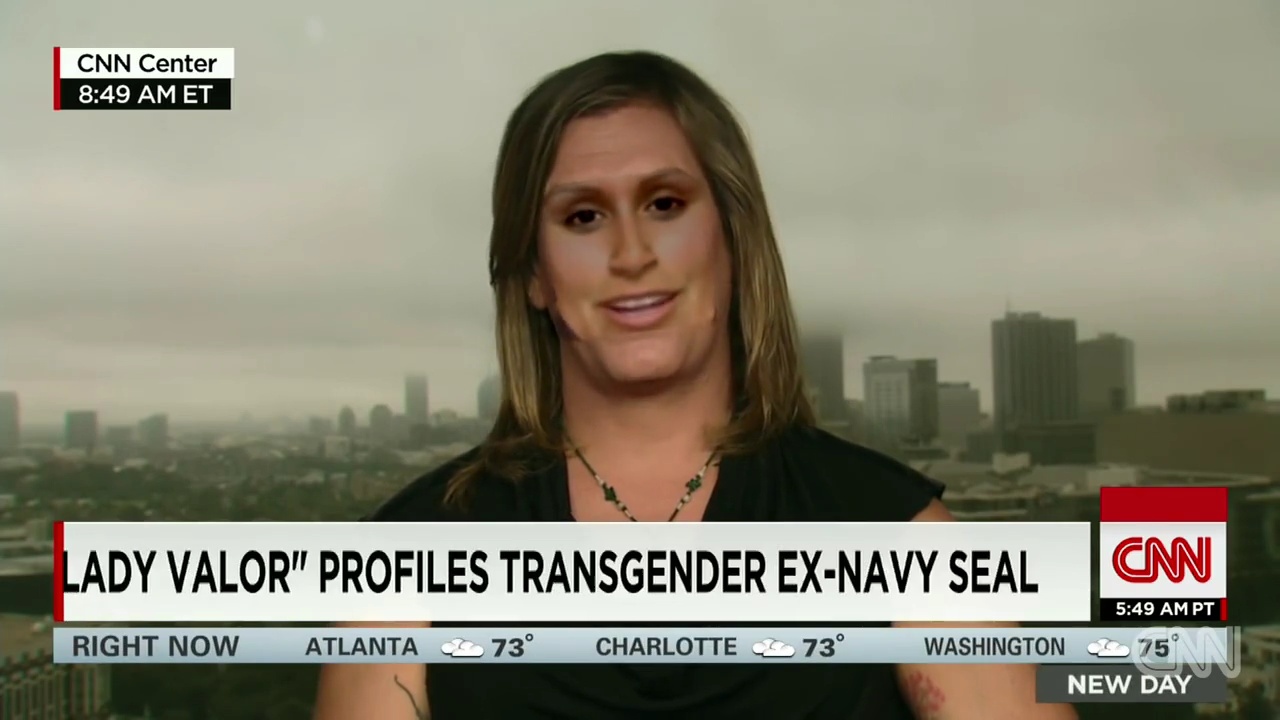 CNN Center
8:49 AM ET
LADY VALOR" PROFILES TRANSGENDER EX-NAVY SEAL
CNN
5:49 AM PT
RIGHT NOW ATLANTA 73° CHARLOTTE 73° WASHINGTON 75°
CNN
NEW DAY